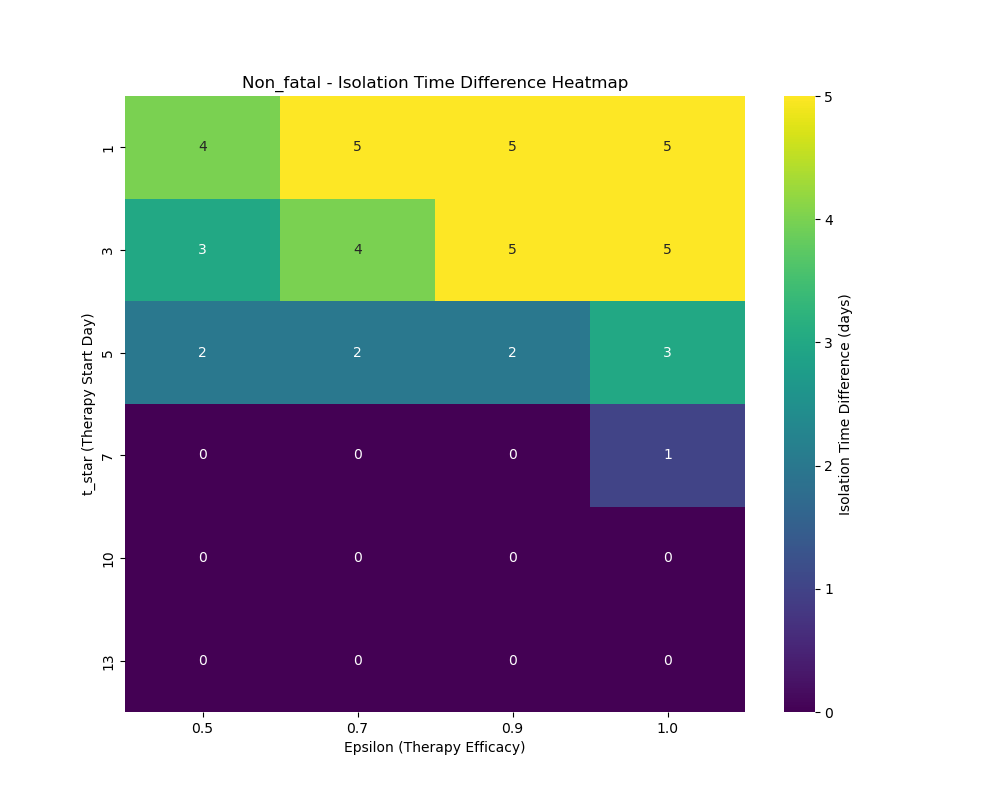 Non_fatal - Isolation Time Difference Heatmap
t_star (Therapy Start Day)
1 4 5 5 5
3 3 4 5 5
5 2 2 2 3
7 0 0 0 1
10 0 0 0 0
13 0 0 0 0
0.5 0.7 0.9 1.0
Epsilon (Therapy Efficacy)
5
4
3
2
1
0
Isolation Time Difference (days)